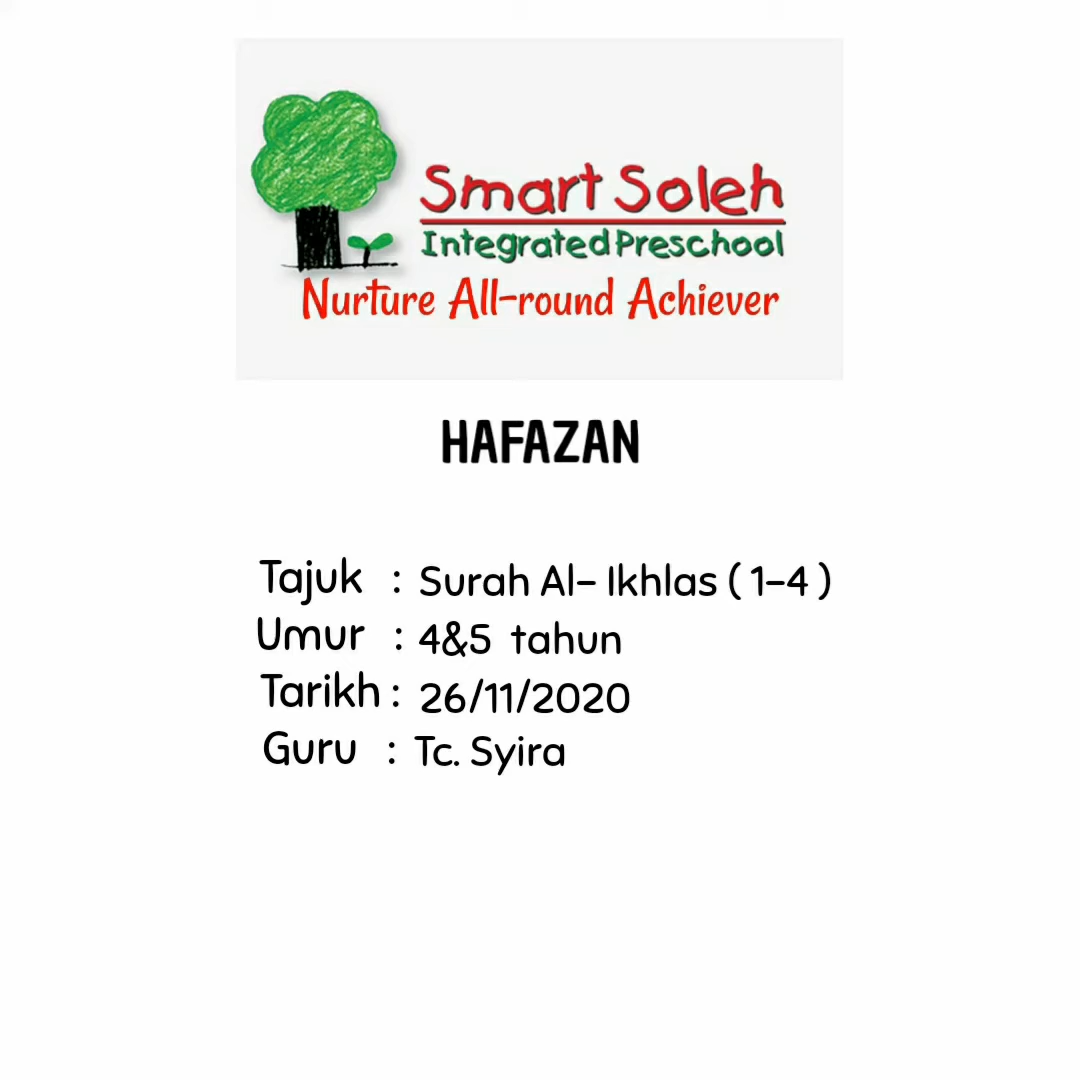 Smart Soleh
Integrated Preschool
Nurture All-round Achiever
HAFAZAN
Tajuk : Surah Al- Ikhlas ( 1-4 )
Umur : 4&5 tahun
Tarikh : 26/11/2020
Guru : Tc. Syira